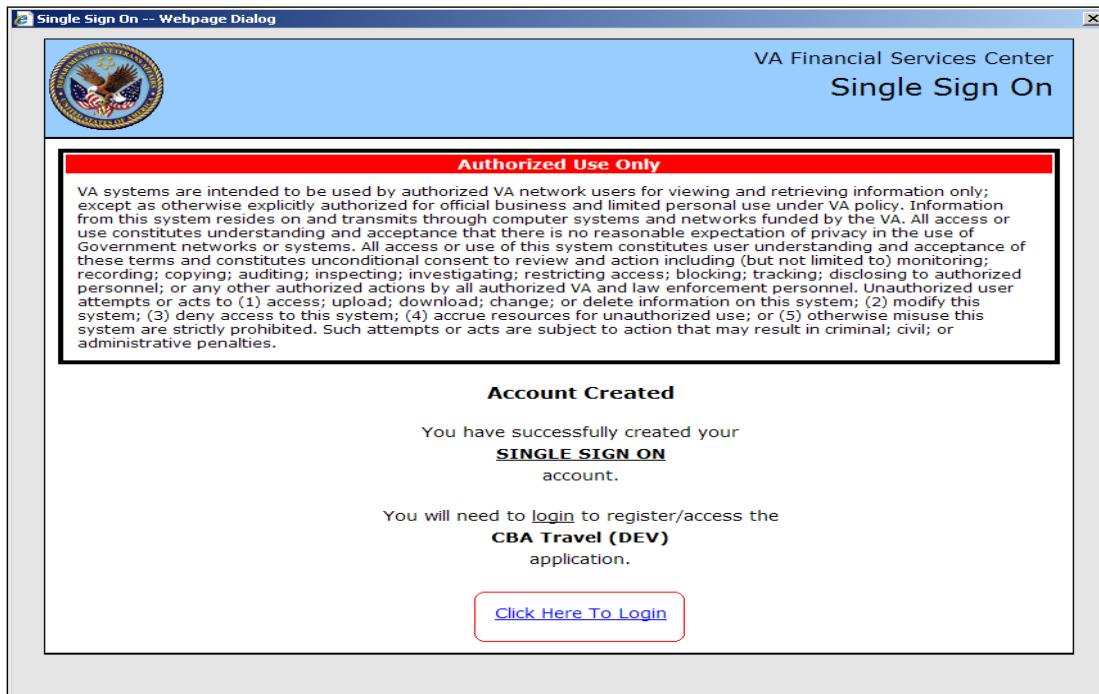 Single Sign On -- Webpage Dialog
VA Financial Services Center
Single Sign On
Authorized Use Only
VA systems are intended to be used by authorized VA network users for viewing and retrieving information only;
except as otherwise explicitly authorized for official business and limited personal use under VA policy. Information
from this system resides on and transmits through computer systems and networks funded by the VA. All access or
use constitutes understanding and acceptance that there is no reasonable expectation of privacy in the use of
Government networks or systems. All access or use of this system constitutes user understanding and acceptance of
these terms and constitutes unconditional consent to review and action including (but not limited to) monitoring;
recording; copying; auditing; inspecting; investigating; restricting access; blocking; tracking; disclosing to authorized
personnel; or any other authorized actions by all authorized VA and law enforcement personnel. Unauthorized user
attempts or acts to (1) access; upload; download; change; or delete information on this system; (2) modify this
system; (3) deny access to this system; (4) accrue resources for unauthorized use; or (5) otherwise misuse this
system are strictly prohibited. Such attempts or acts are subject to action that may result in criminal; civil; or
administrative penalties.
Account Created
You have successfully created your
SINGLE SIGN ON
account.
You will need to login to register/access the
CBA Travel (DEV)
application.
Click Here To Login